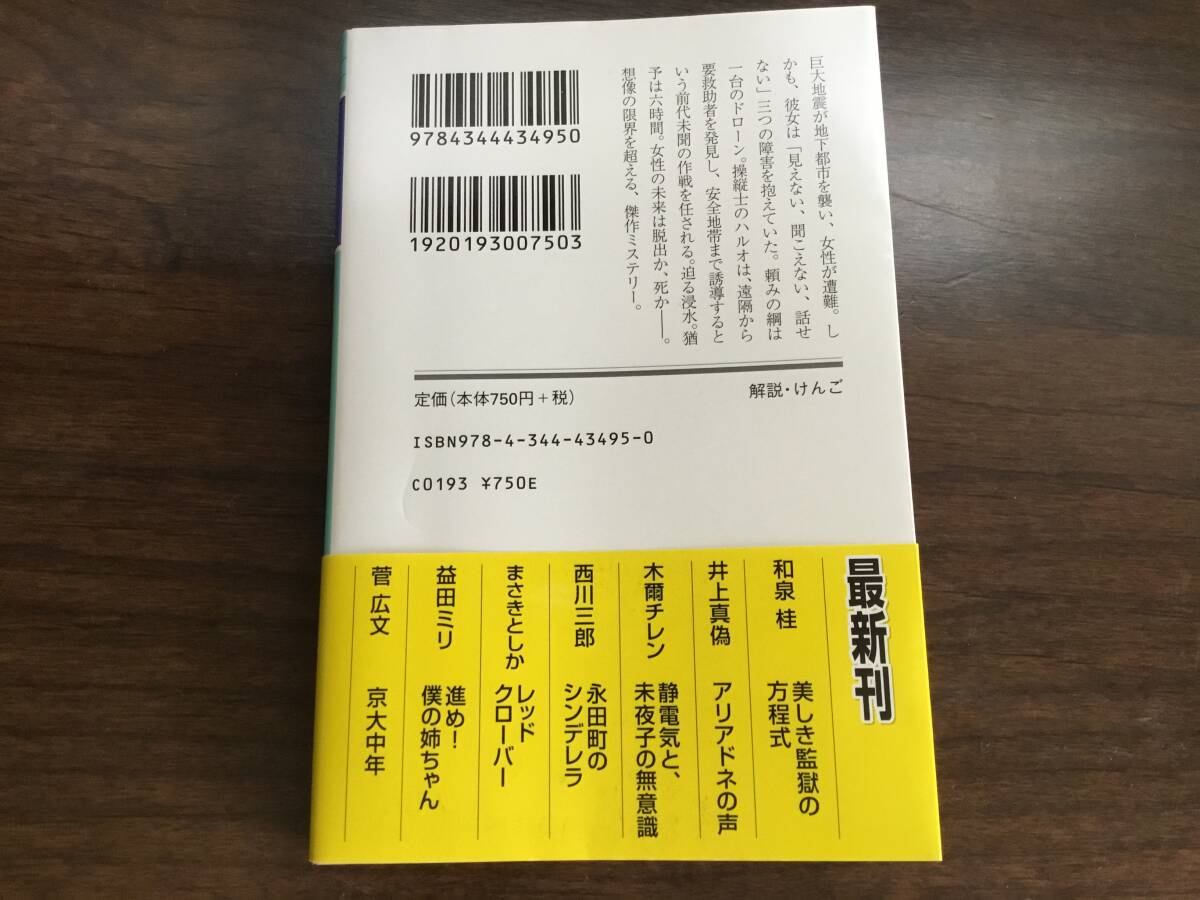 巨大地震が地下都市を襲い、女性が遭難。し
かも、彼女は「見えない、聞こえない、話せ
ない」三つの障害を抱えていた。頼みの綱は
一台のドローン。操縦士のハルオは、遠隔から
要救助者を発見し、安全地帯まで誘導すると
いう前代未聞の作戦を任される。迫る浸水。猶
予は六時間。女性の未来は脱出か、死か――。
想像の限界を超える、傑作ミステリー。
9784344434950
1920193007503
解説・けんご
定価(本体750円+税)
ISBN978-4-344-43495-0
C0193 ¥750E
最新刊
和泉 桂 美しき監獄の
方程式
井上真偽 アリアドネの声
木爾チレン 静電気と、
未夜子の無意識
西川三郎 永田町の
シンデレラ
まさきとしか レッド
クローバー
益田ミリ 進め!
僕の姉ちゃん
菅 広文 京大中年